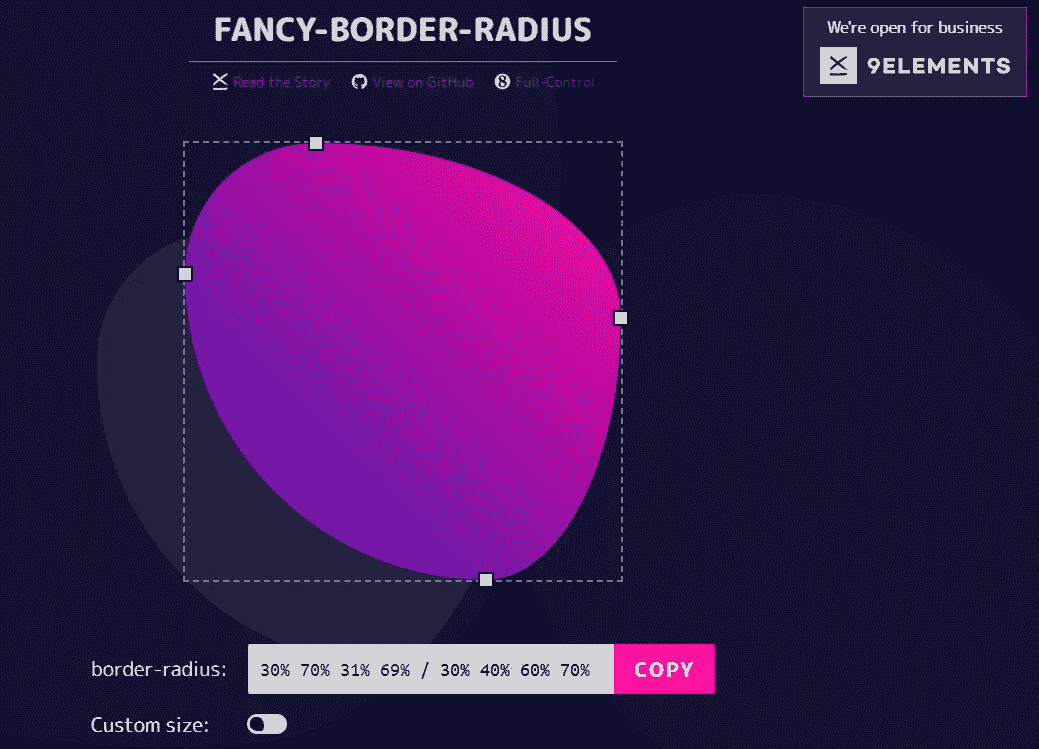 FANCY-BORDER-RADIUS
Read the Story View on GitHub Full-Control
We're open for business
9ELEMENTS
border-radius: 30% 70% 31% 69% / 30% 40% 60% 70% COPY
Custom size: